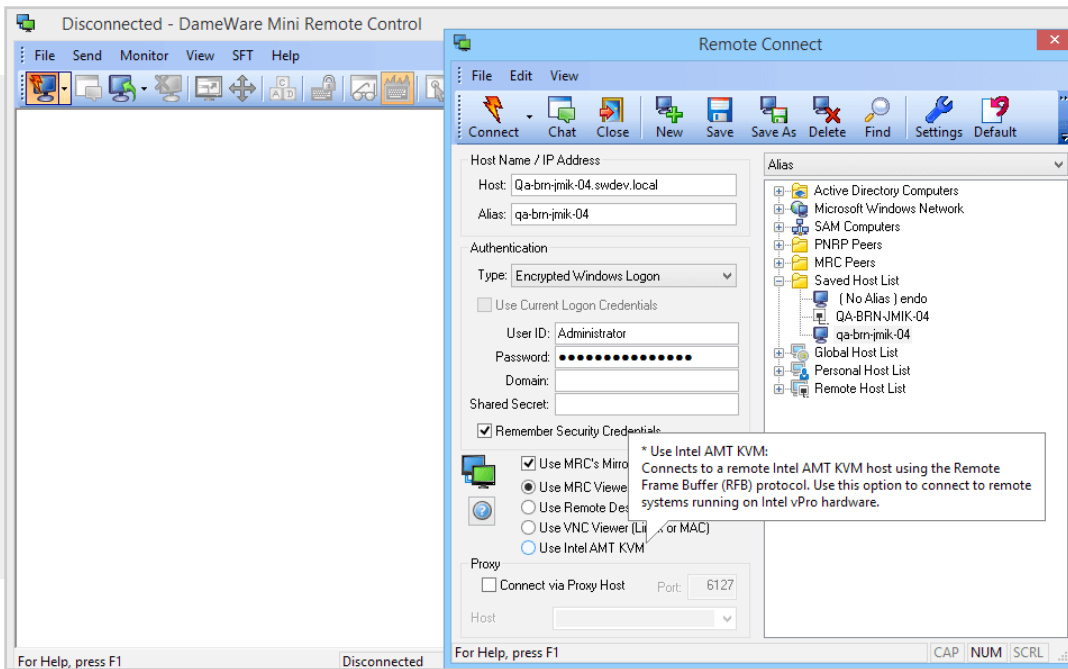 Disconnected - DameWare Mini Remote Control
File Send Monitor View SFT Help
For Help, press F1
Disconnected
Remote Connect
File Edit View
Connect Chat Close New Save Save As Delete Find Settings Default
Host Name / IP Address
Host: Qa-brn-jmik-04.swdev.local
Alias: qa-brn-jmik-04
Authentication
Type: Encrypted Windows Logon
Use Current Logon Credentials
User ID: Administrator
Password: ●●●●●●●●●●●●●●●
Domain:
Shared Secret:
Remember Security Credentials
Use MRC's
Use MRC
Use Remote
Use VNC Viewer or MAC)
Use Intel AMT KVM
Proxy
Connect via Proxy Host Port: 6127
Host
Alias
Active Directory Computers
Microsoft Windows Network
SAM Computers
PNRP Peers
MRC Peers
Saved Host List
( No Alias ) endo
QA-BRN-JMIK-04
qa-brn-jmik-04
Global Host List
Personal Host List
Remote Host List
* Use Intel AMT KVM:
Connects to a remote Intel AMT KVM host using the Remote
Frame Buffer (RFB) protocol. Use this option to connect to remote
systems running on Intel vPro hardware.
For Help, press F1
CAP NUM SCRL